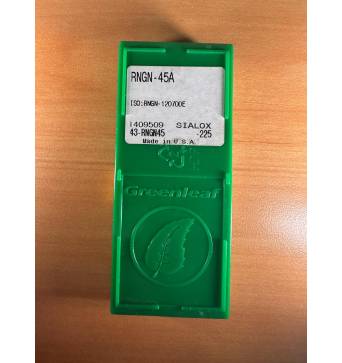 RNGN-45A
ISO:RNGN-120700E
1409509 SIALOX
43-RNGN45 -225
Made in U.S.A.
Greenleaf